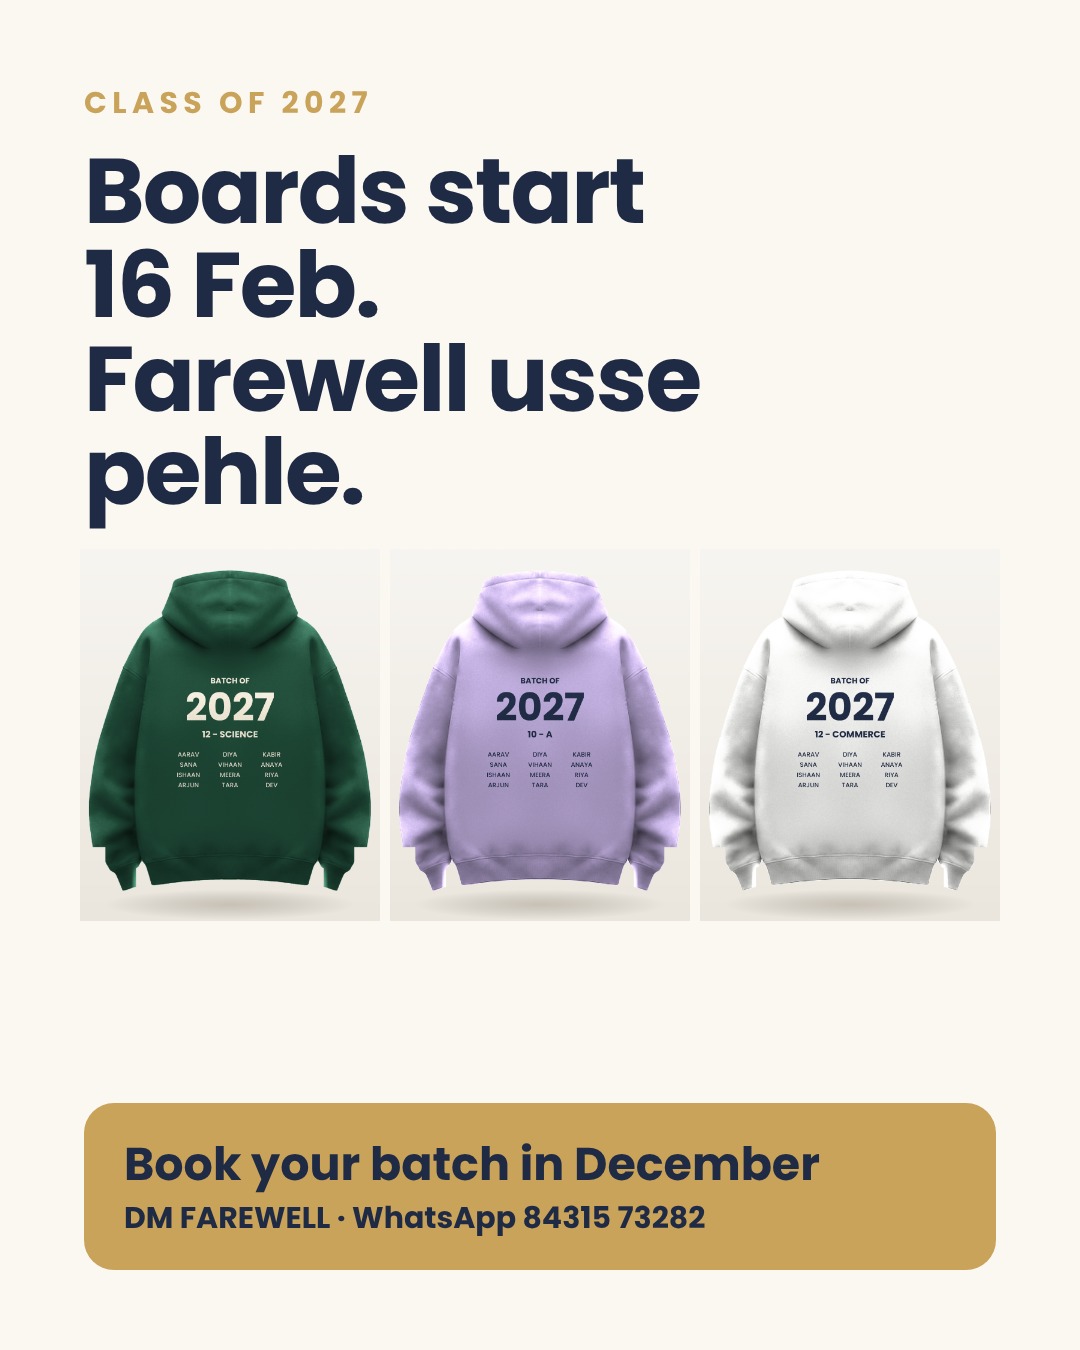 CLASS OF 2027
Boards start
16 Feb.
Farewell usse
pehle.
BATCH OF
2027
12 - SCIENCE
AARAV DIYA KABIR
SANA VIHAAN ANAYA
ISHAAN MEERA RIYA
ARJUN TARA DEV
BATCH OF
2027
10 - A
AARAV DIYA KABIR
SANA VIHAAN ANAYA
ISHAAN MEERA RIYA
ARJUN TARA DEV
BATCH OF
2027
12 - COMMERCE
AARAV DIYA KABIR
SANA VIHAAN ANAYA
ISHAAN MEERA RIYA
ARJUN TARA DEV
Book your batch in December
DM FAREWELL · WhatsApp 84315 73282